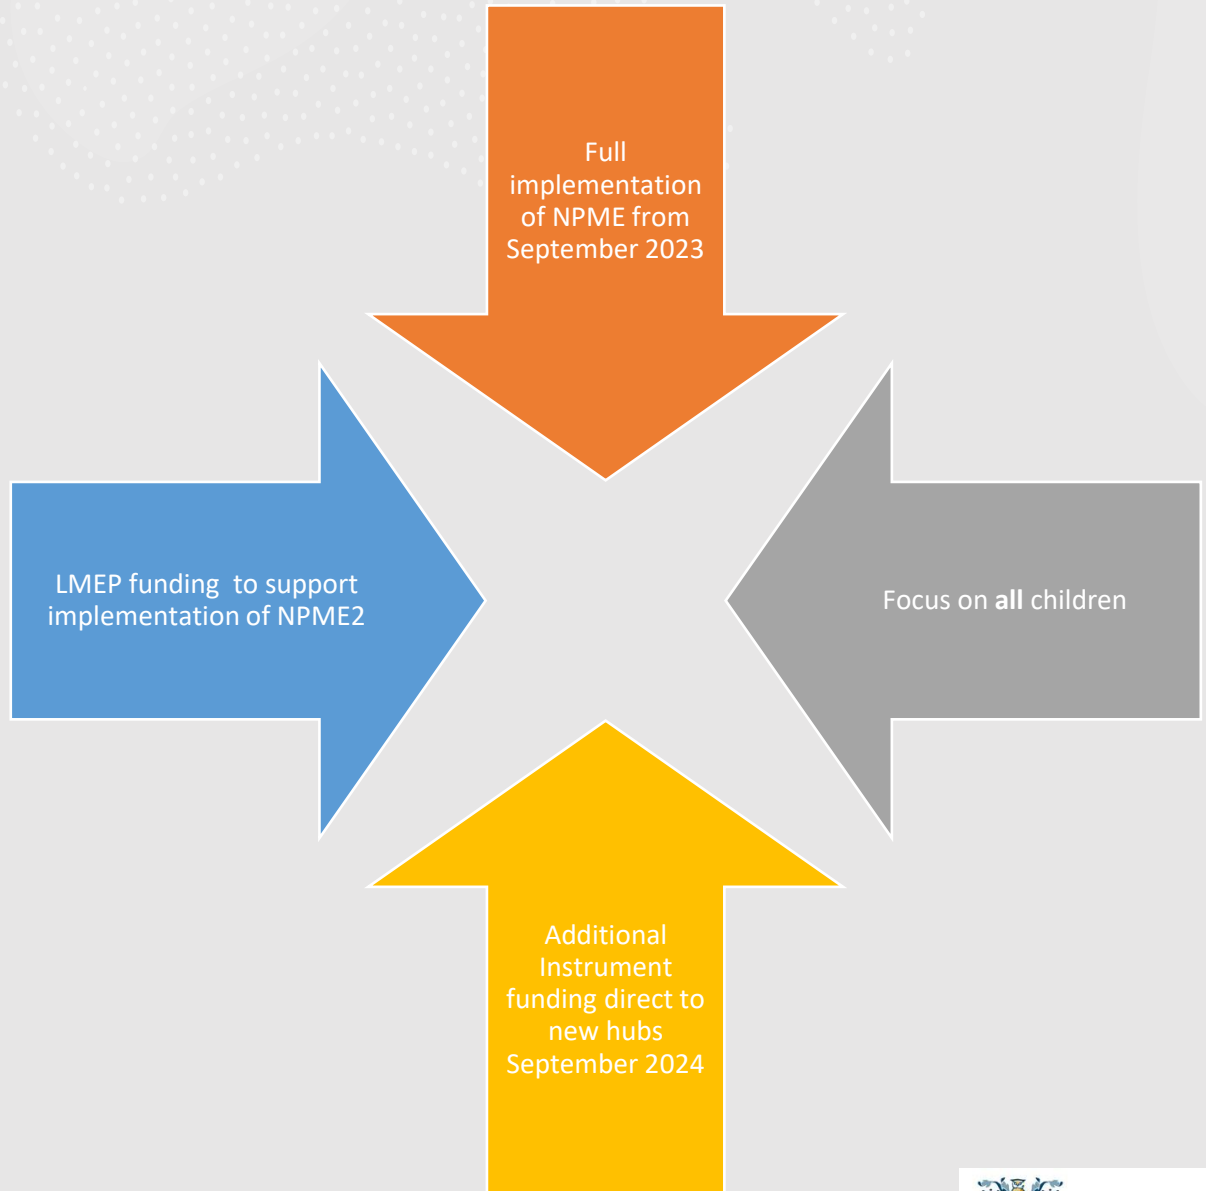 Full
implementation
of NPME from
September 2023
LMEP funding  to support
implementation of NPME2
Focus on all children
Additional
Instrument
funding direct to
new hubs
September 2024